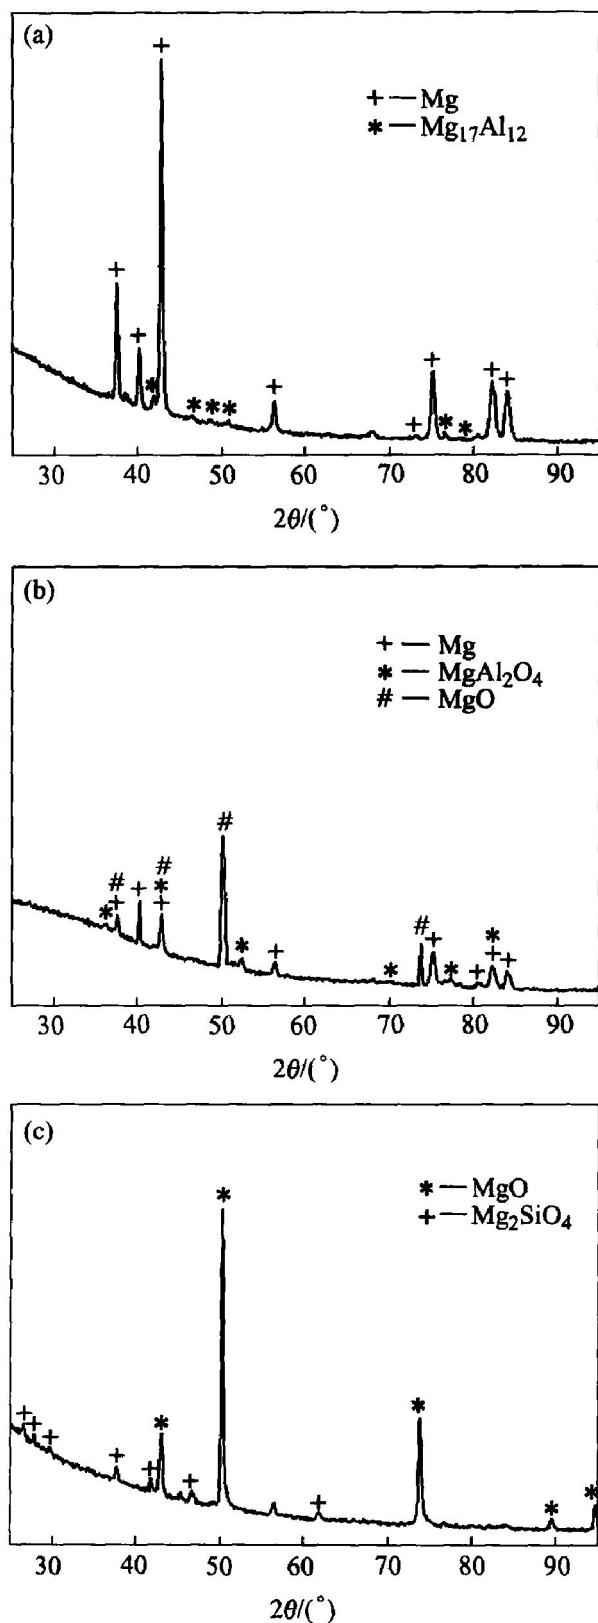 (a)
+
+ — Mg
* — Mg₁₇Al₁₂
+
+
*
* * *
+
+
+
* *
+
+
30 40 50 60 70 80 90
2θ/(°)
(b)
+ — Mg
* — MgAl₂O₄
# — MgO
#
# +
#
*
+
* +
*
+
*
#
+
*
+
*
+
+
30 40 50 60 70 80 90
2θ/(°)
(c)
* — MgO
+ — Mg₂SiO₄
*
+ + +
+
+
*
+
+
*
*
*
30 40 50 60 70 80 90
2θ/(°)